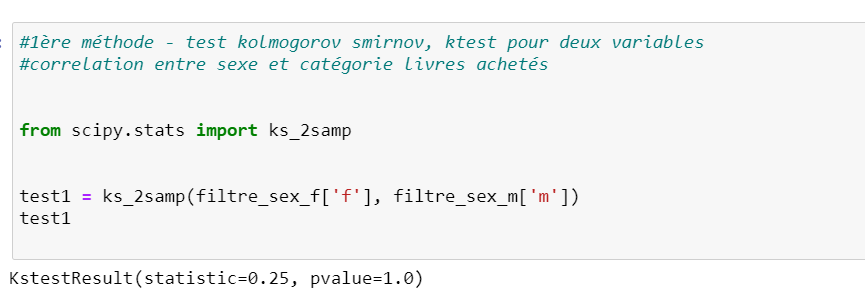 #1ère méthode - test kolmogorov smirnov, ktest pour deux variables
#correlation entre sexe et catégorie livres achetés
from scipy.stats import ks_2samp
test1 = ks_2samp(filtre_sex_f['f'], filtre_sex_m['m'])
test1
KstestResult(statistic=0.25, pvalue=1.0)